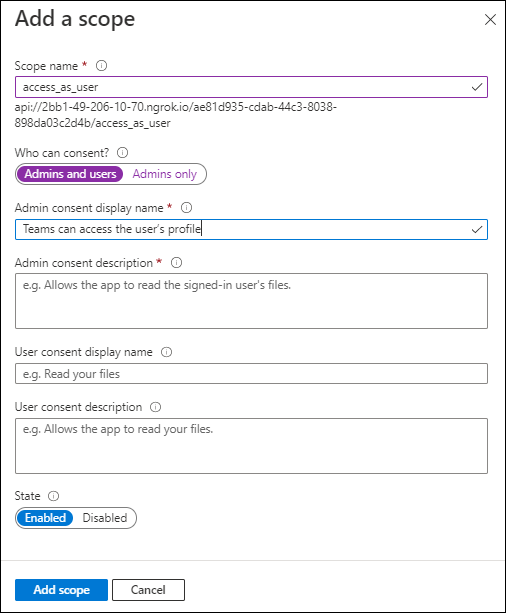 Add a scope
Scope name *
access_as_user
api://2bb1-49-206-10-70.ngrok.io/ae81d935-cdab-44c3-8038-
898da03c2d4b/access_as_user
Who can consent?
Admins and users Admins only
Admin consent display name *
Teams can access the user's profile
Admin consent description *
e.g. Allows the app to read the signed-in user's files.
User consent display name
e.g. Read your files
User consent description
e.g. Allows the app to read your files.
State
Enabled Disabled
Add scope Cancel